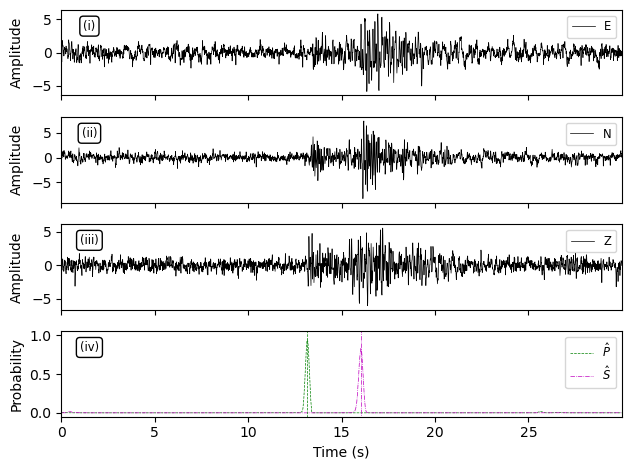 5
(i)
E
0
Amplitude
−5
5
(ii)
N
0
Amplitude
−5
5
(iii)
Z
0
Amplitude
−5
1.0
(iv)
P̂
0.5
Ŝ
Probability
0.0
0 5 10 15 20 25
Time (s)